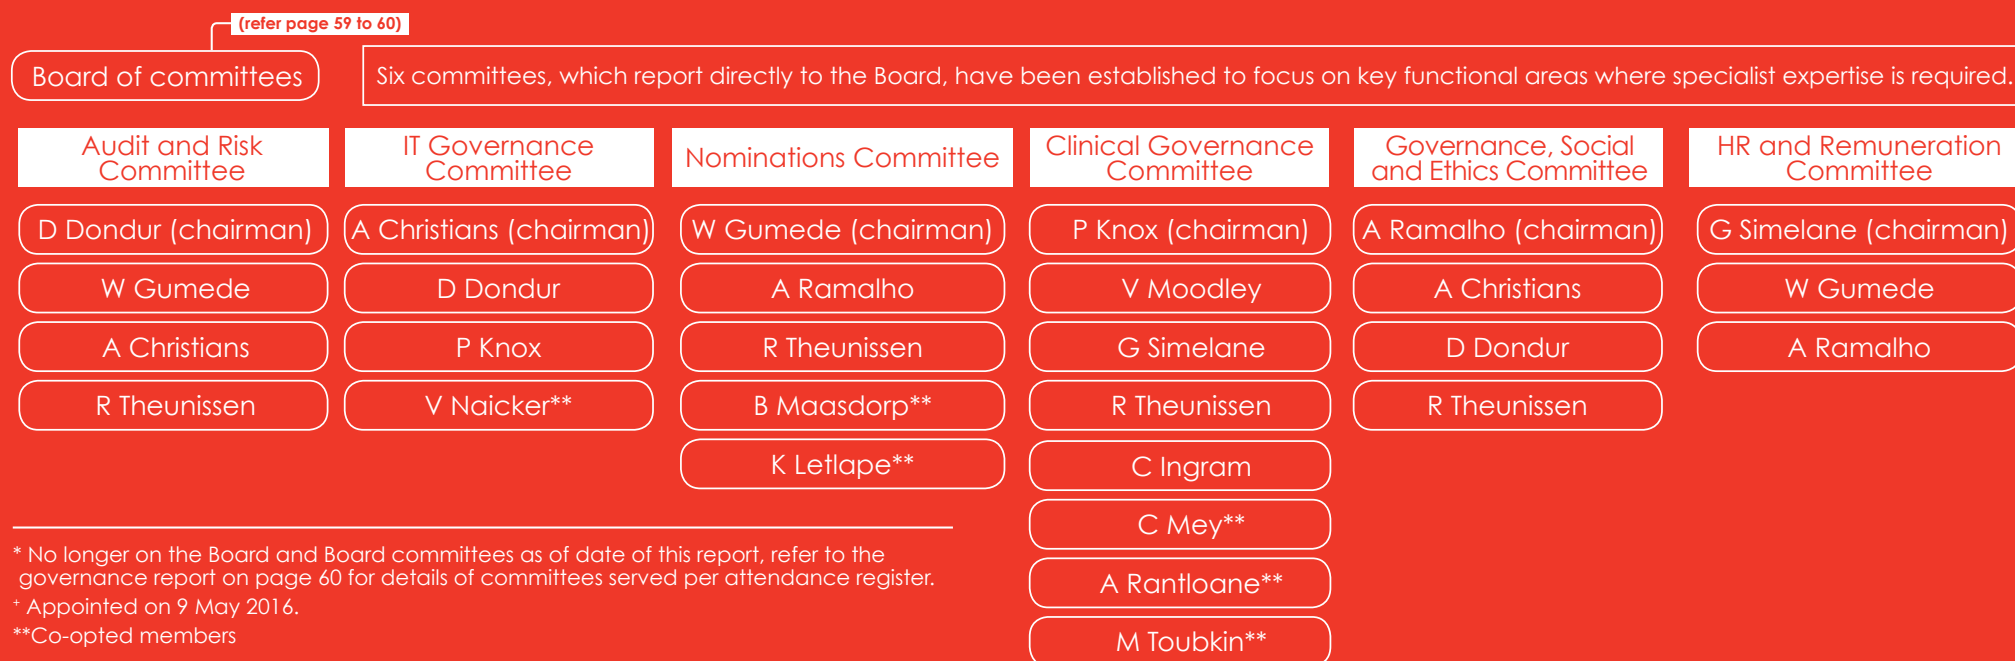 (refer page 59 to 60)
Board of committees
Six committees, which report directly to the Board, have been established to focus on key functional areas where specialist expertise is required.
Audit and Risk
Committee
D Dondur (chairman)
W Gumede
A Christians
R Theunissen
IT Governance
Committee
A Christians (chairman)
D Dondur
P Knox
V Naicker**
Nominations Committee
W Gumede (chairman)
A Ramalho
R Theunissen
B Maasdorp**
K Letlape**
Clinical Governance
Committee
P Knox (chairman)
V Moodley
G Simelane
R Theunissen
C Ingram
C Mey**
A Rantloane**
M Toubkin**
Governance, Social
and Ethics Committee
A Ramalho (chairman)
A Christians
D Dondur
R Theunissen
HR and Remuneration
Committee
G Simelane (chairman)
W Gumede
A Ramalho
* No longer on the Board and Board committees as of date of this report, refer to the
governance report on page 60 for details of committees served per attendance register.
+ Appointed on 9 May 2016.
**Co-opted members